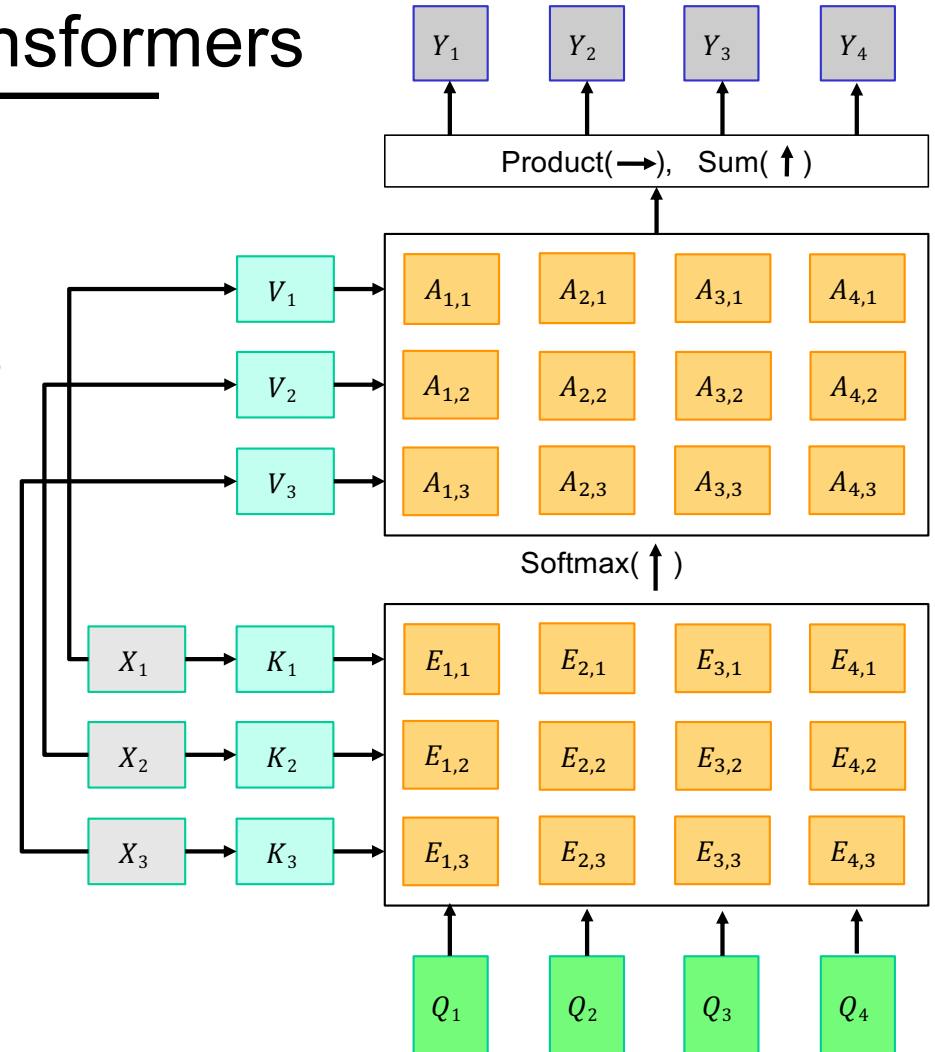 nsformers
Y₁ Y₂ Y₃ Y₄
Product(→), Sum(↑)
V₁ A₁,₁ A₂,₁ A₃,₁ A₄,₁
V₂ A₁,₂ A₂,₂ A₃,₂ A₄,₂
V₃ A₁,₃ A₂,₃ A₃,₃ A₄,₃
Softmax(↑)
X₁ K₁ E₁,₁ E₂,₁ E₃,₁ E₄,₁
X₂ K₂ E₁,₂ E₂,₂ E₃,₂ E₄,₂
X₃ K₃ E₁,₃ E₂,₃ E₃,₃ E₄,₃
Q₁ Q₂ Q₃ Q₄